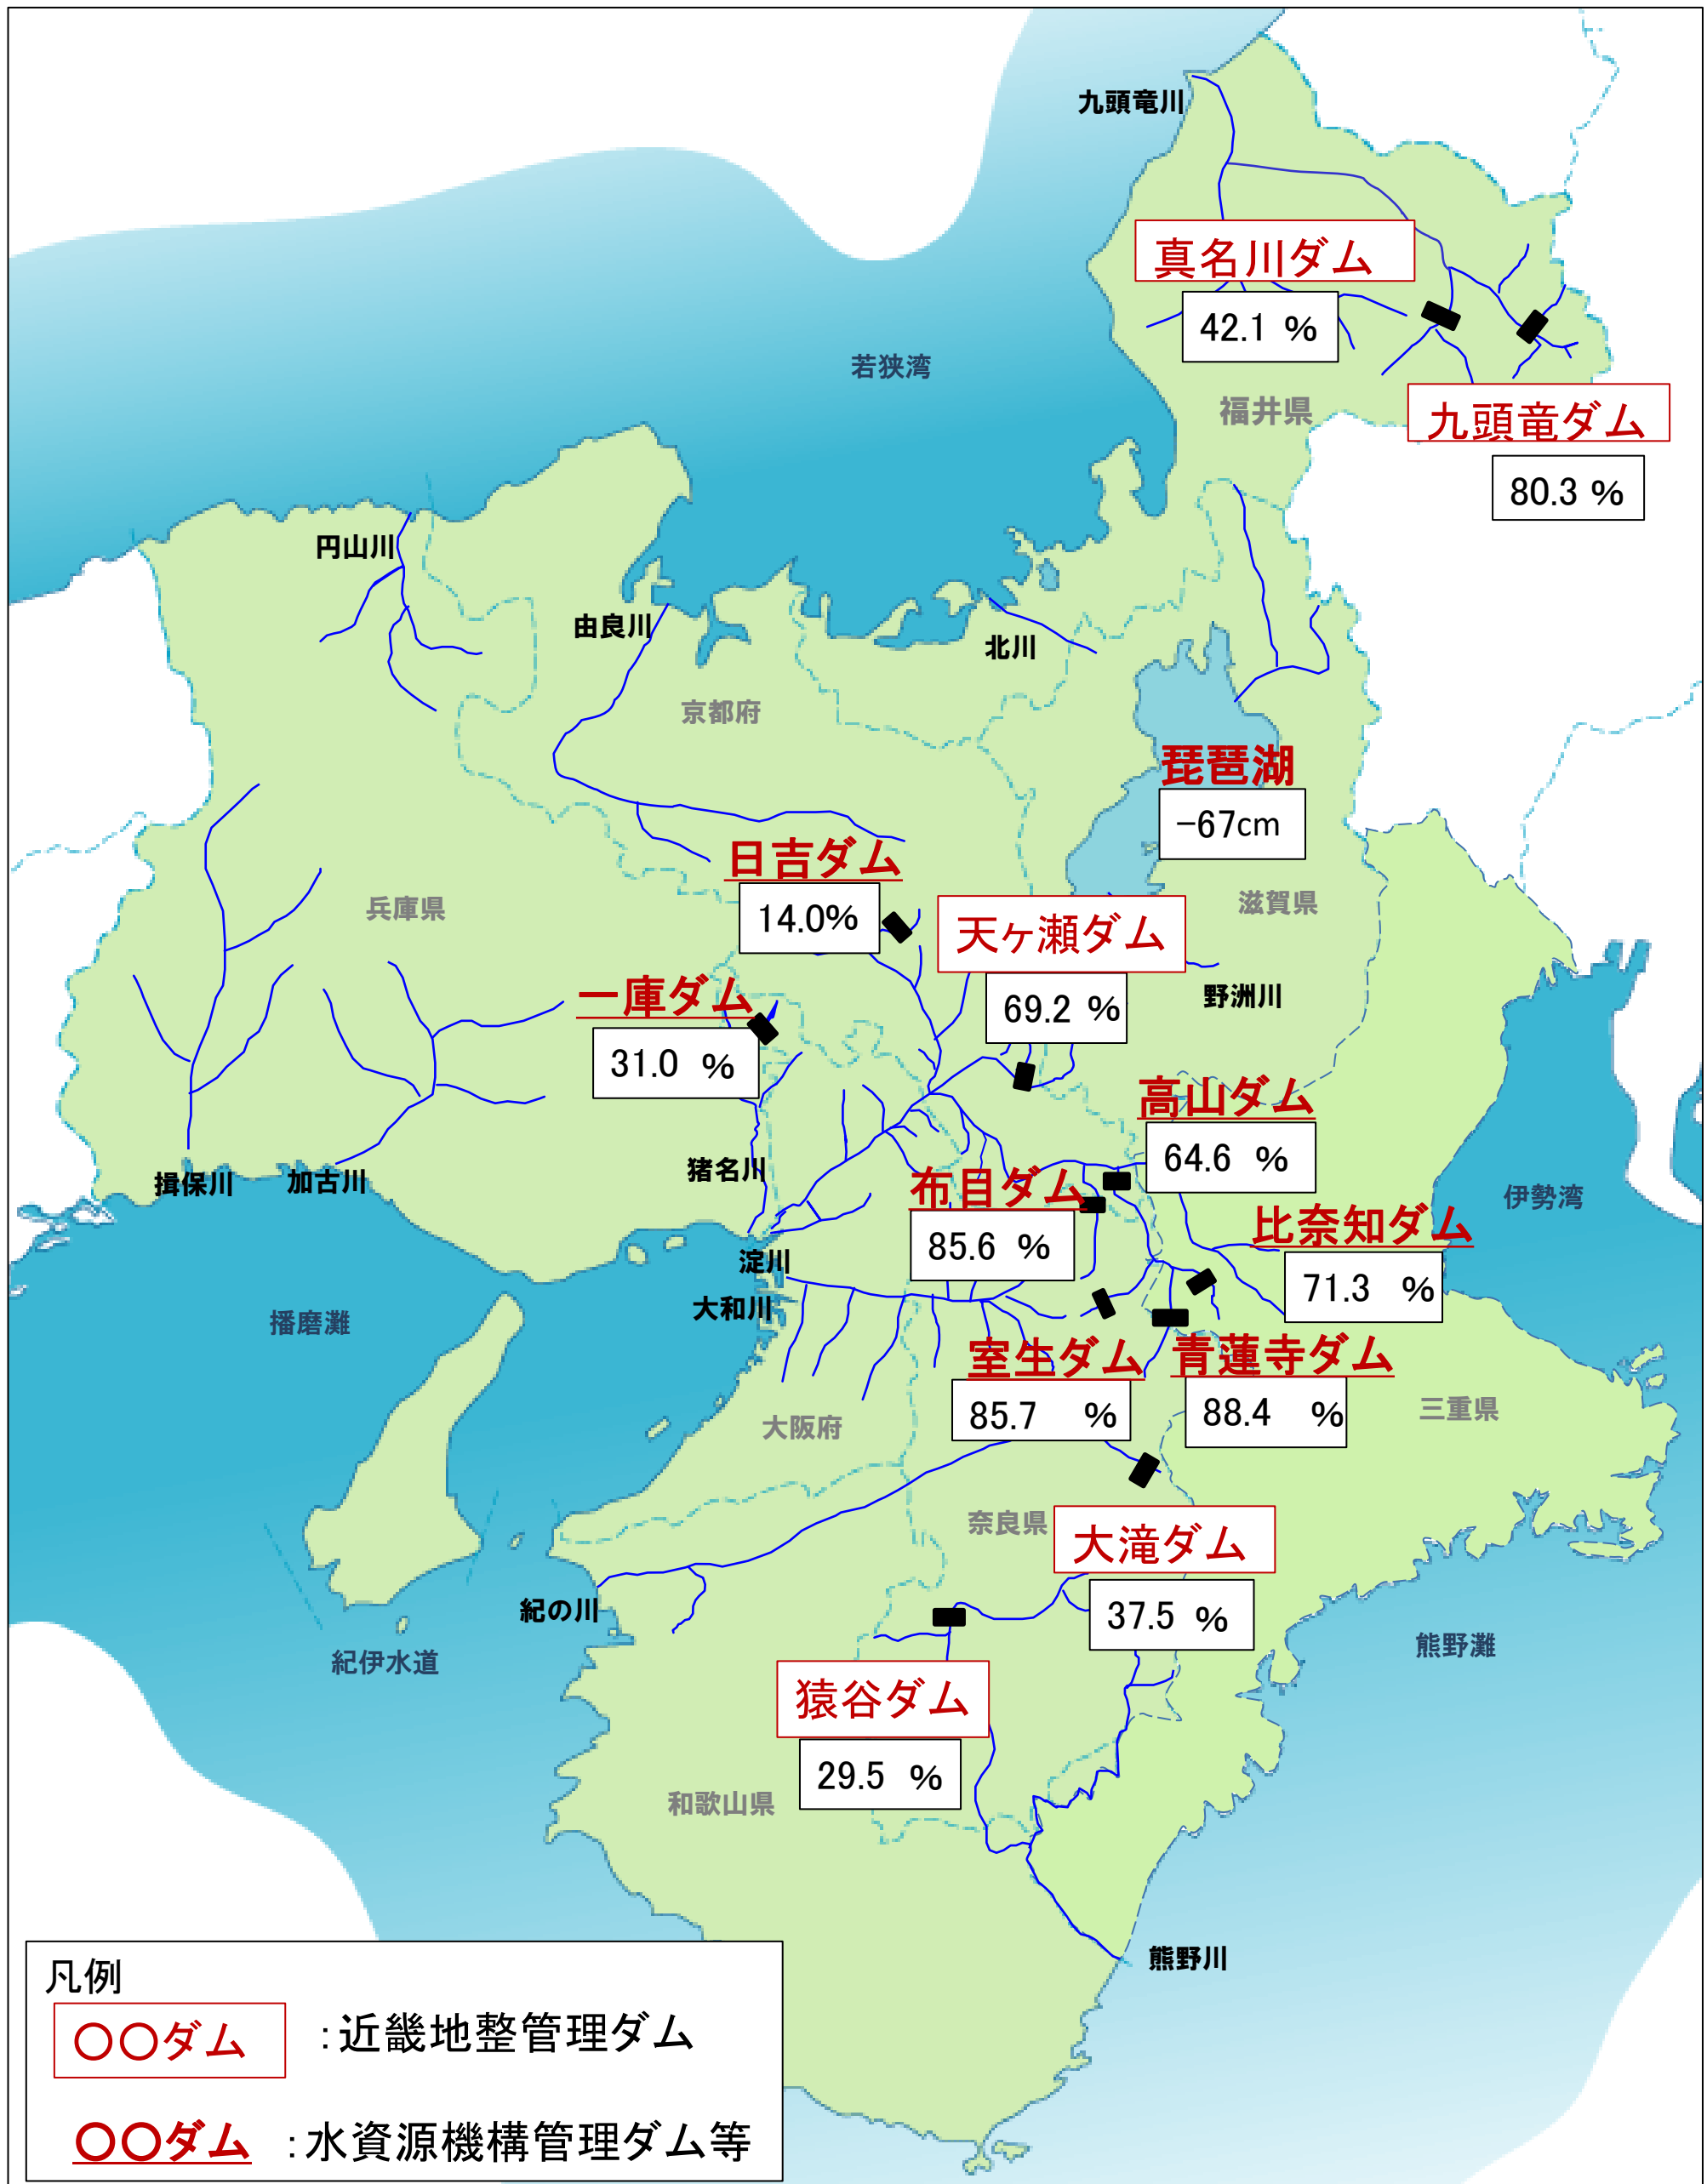 九頭竜川
真名川ダム
42.1 %
若狭湾
福井県
九頭竜ダム
80.3 %
円山川
由良川
北川
京都府
琵琶湖
-67cm
日吉ダム
14.0%
兵庫県
天ヶ瀬ダム
69.2 %
滋賀県
一庫ダム
31.0 %
野洲川
高山ダム
64.6 %
揖保川
加古川
猪名川
布目ダム
85.6 %
伊勢湾
比奈知ダム
71.3 %
淀川
大和川
播磨灘
室生ダム
85.7 %
青蓮寺ダム
88.4 %
三重県
大阪府
奈良県
大滝ダム
37.5 %
紀の川
紀伊水道
熊野灘
猿谷ダム
29.5 %
和歌山県
熊野川
凡例
〇〇ダム :近畿地整管理ダム
〇〇ダム :水資源機構管理ダム等